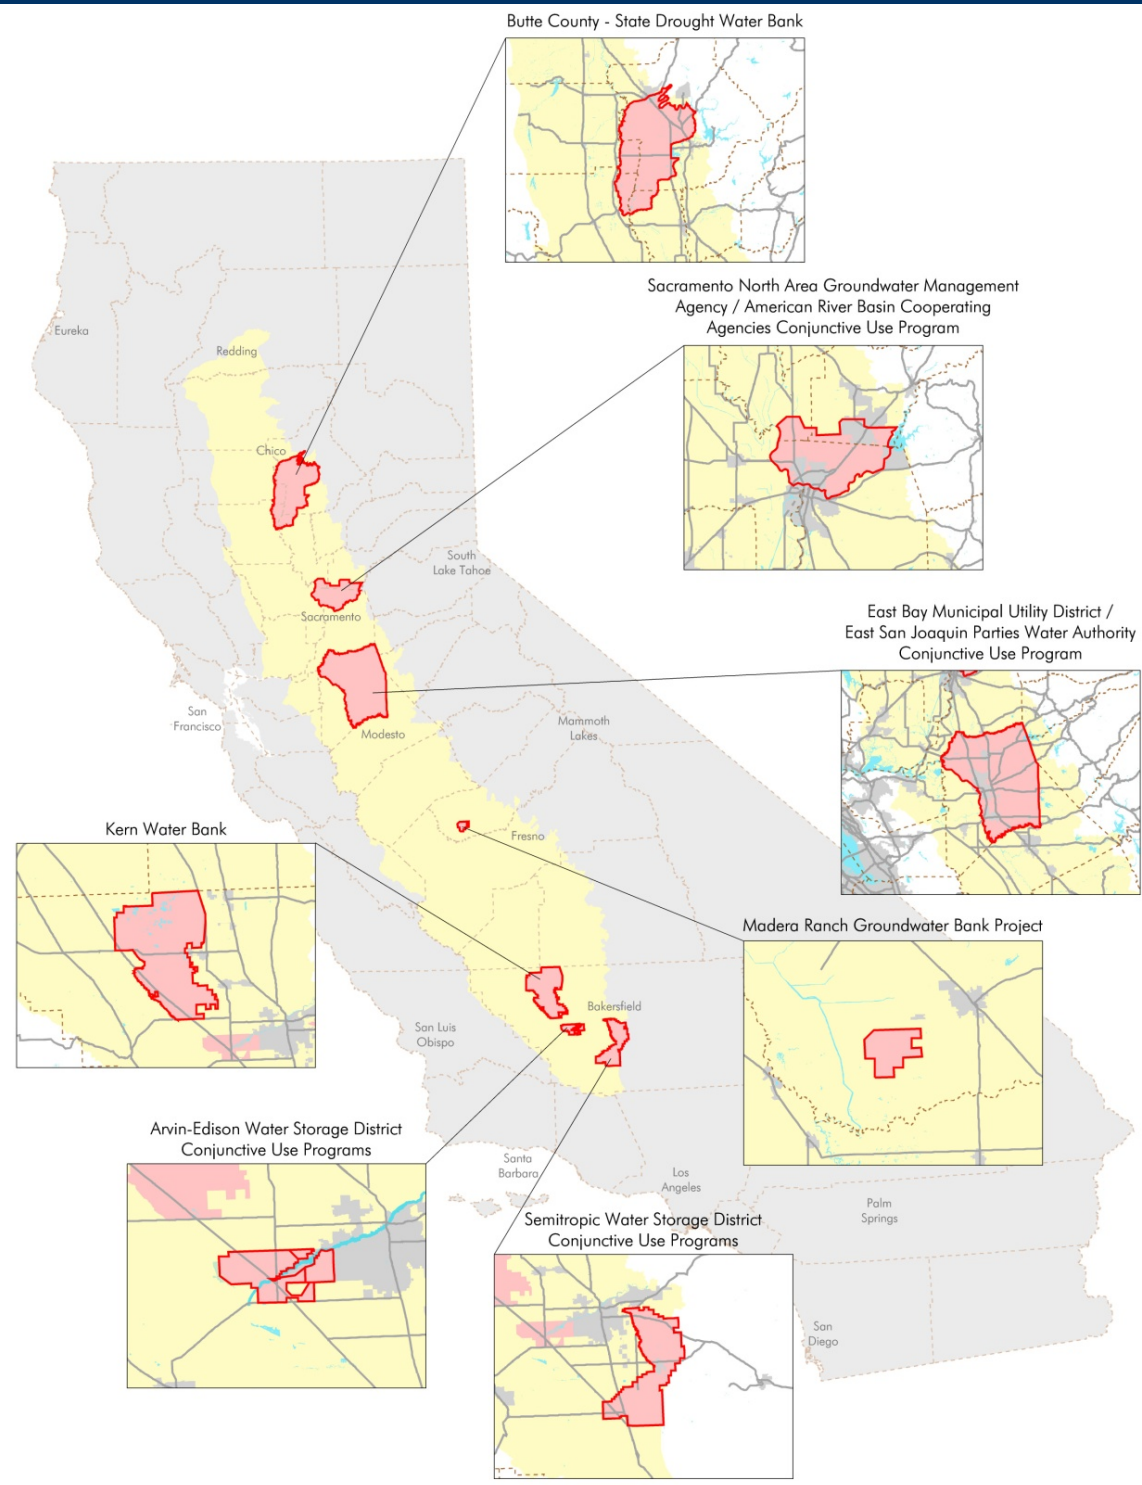 Butte County - State Drought Water Bank
Sacramento North Area Groundwater Management
Agency / American River Basin Cooperating
Agencies Conjunctive Use Program
Eureka
Redding
Chico
South
Lake Tahoe
Sacramento
East Bay Municipal Utility District /
East San Joaquin Parties Water Authority
Conjunctive Use Program
San
Francisco
Modesto
Mammoth
Lakes
Kern Water Bank
Fresno
Madera Ranch Groundwater Bank Project
Bakersfield
San Luis
Obispo
Arvin-Edison Water Storage District
Conjunctive Use Programs
Santa
Barbara
Los
Angeles
Palm
Springs
Semitropic Water Storage District
Conjunctive Use Programs
San
Diego